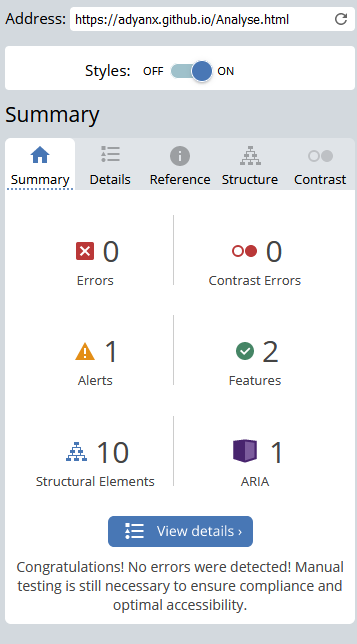 Address: https://adyanx.github.io/Analyse.html
Styles: OFF ON
Summary
Summary Details Reference Structure Contrast
0 0
Errors Contrast Errors
1 2
Alerts Features
10 1
Structural Elements ARIA
View details ›
Congratulations! No errors were detected! Manual
testing is still necessary to ensure compliance and
optimal accessibility.